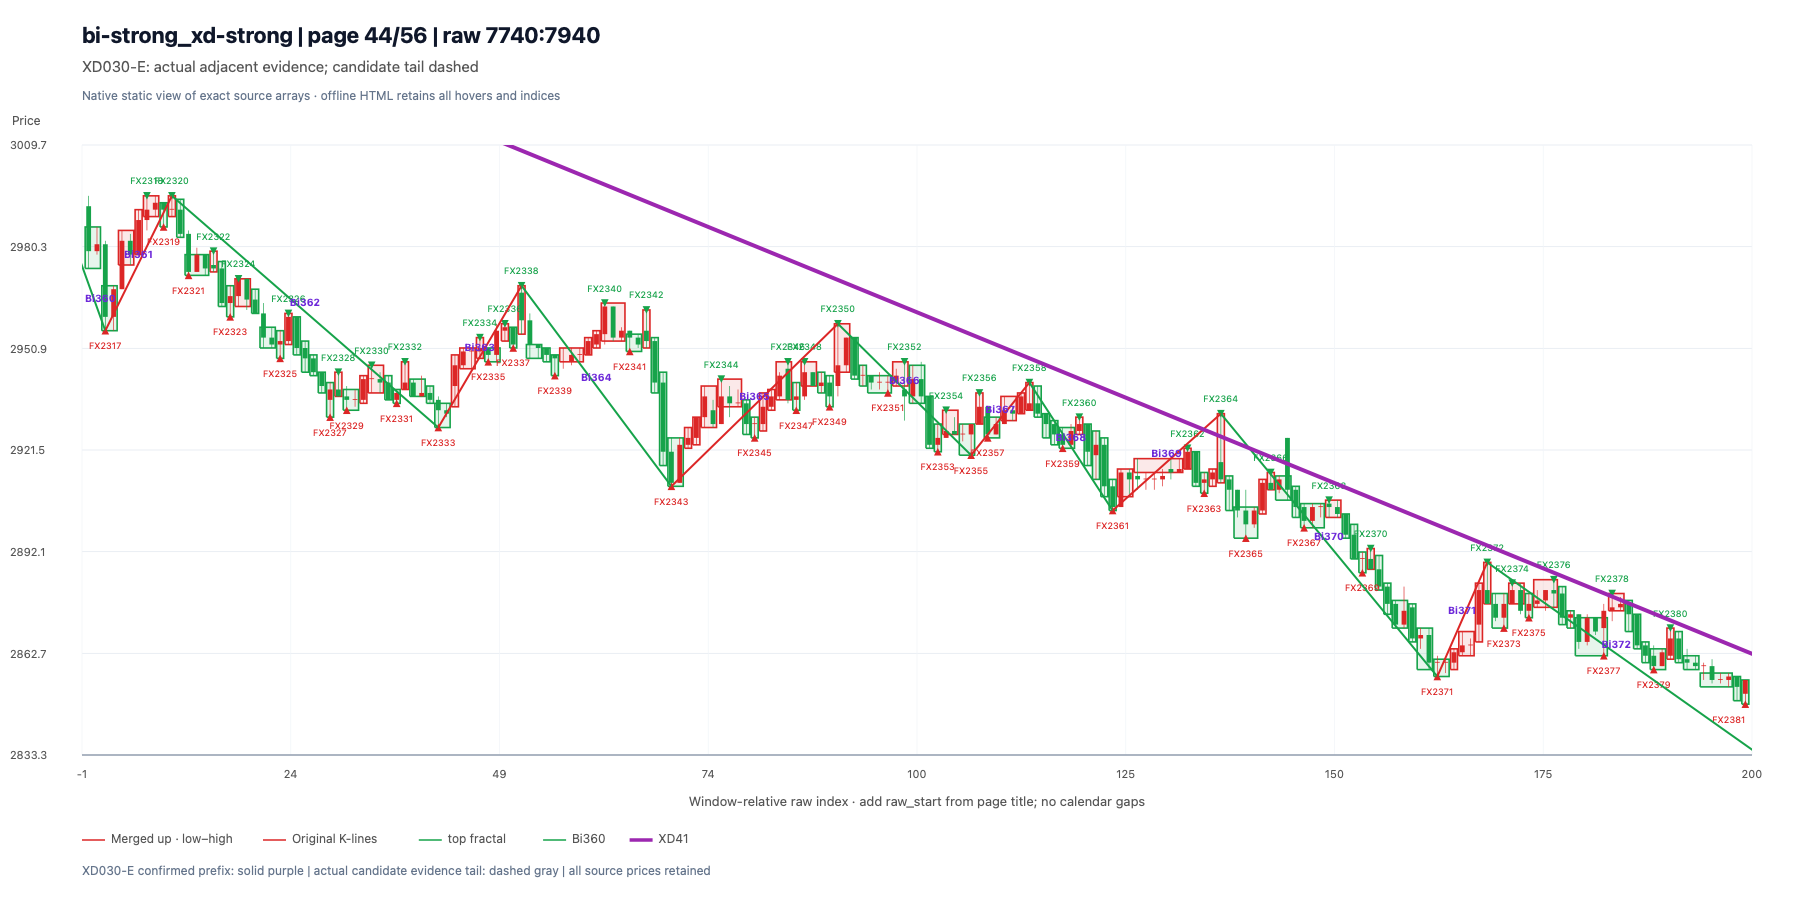 bi-strong_xd-strong | page 44/56 | raw 7740:7940
XD030-E: actual adjacent evidence; candidate tail dashed
Native static view of exact source arrays · offline HTML retains all hovers and indices
Price
3009.7
2980.3
2950.9
2921.5
2892.1
2862.7
2833.3
FX2320
FX2319
Bi361
FX2322
FX2324
FX2321
Bi360
Bi362
FX2317
FX2323
FX2325
FX2328
FX2330
FX2332
FX2327
FX2329
FX2331
FX2333
FX2338
FX2334
FX2335
FX2337
FX2339
FX2340
FX2342
FX2341
Bi364
FX2343
FX2344
FX2345
FX2347
FX2349
FX2350
FX2351
FX2352
Bi366
FX2354
FX2353
FX2355
FX2356
FX2357
FX2358
Bi367
FX2360
Bi368
FX2359
FX2361
FX2362
Bi369
FX2363
FX2364
FX2365
FX2367
Bi370
FX2370
FX2369
FX2371
FX2372
Bi371
FX2374
FX2373
FX2375
FX2376
FX2378
FX2377
Bi372
FX2380
FX2379
FX2381
-1 24 49 74 100 125 150 175 200
Window-relative raw index · add raw_start from page title; no calendar gaps
Merged up · low–high Original K-lines top fractal Bi360 XD41
XD030-E confirmed prefix: solid purple | actual candidate evidence tail: dashed gray | all source prices retained